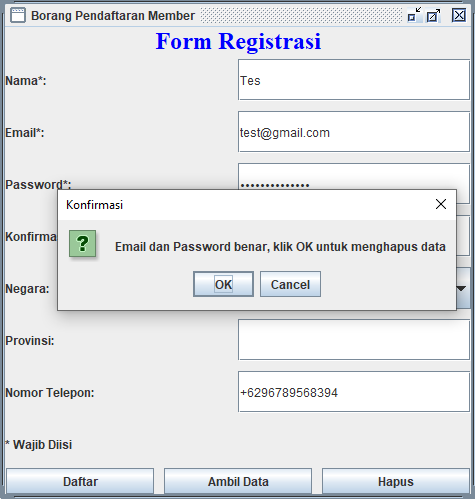 Borang Pendaftaran Member
Form Registrasi
Nama*:
Tes
Email*:
test@gmail.com
Password*:
••••••••••••••
Konfirmasi
Email dan Password benar, klik OK untuk menghapus data
OK
Cancel
Konfirma
Negara:
Provinsi:
Nomor Telepon:
+6296789568394
* Wajib Diisi
Daftar
Ambil Data
Hapus